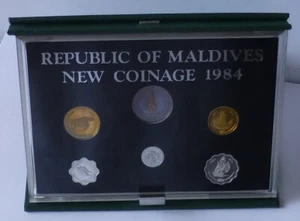 REPUBLIC OF MALDIVES
NEW COINAGE 1984